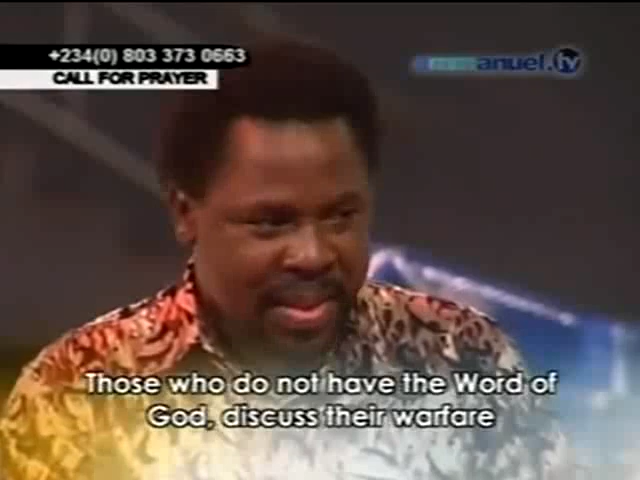 +234(0) 803 373 0663
CALL FOR PRAYER
emmanuel.tv
Those who do not have the Word of
God, discuss their warfare